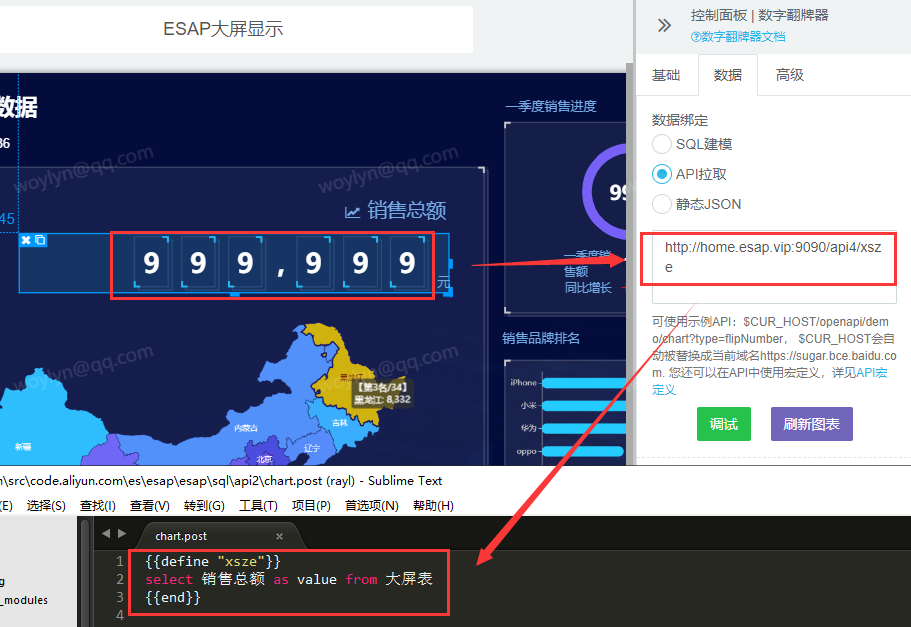 ESAP大屏显示
控制面板 | 数字翻牌器
②数字翻牌器文档
基础 数据 高级
数据绑定
SQL建模
API拉取
静态JSON
http://home.esap.vip:9090/api4/xsz
e
可使用示例API：$CUR_HOST/openapi/dem
o/chart?type=flipNumber， $CUR_HOST会自
动被替换成当前域名https://sugar.bce.baidu.co
m. 您还可以在API中使用宏定义，详见API宏
定义
调试 刷新图表
数据
36
45
woylyn@qq.com
woylyn@qq.com
销售总额
9 9 9 , 9 9 9
元
一季度销售进度
99
一季度销
售额
同比增长
销售品牌排名
iPhone
小米
华为
oppo
woylyn@qq.com
woylyn@qq.com
黑龙江
【第3名/34】
黑龙江: 8,332
吉林
内蒙古
辽宁
北京
新疆
\src\code.aliyun.com\es\esap\esap\sql\api2\chart.post (rayl) - Sublime Text
(E) 选择(S) 查找(I) 查看(V) 转到(G) 工具(T) 项目(P) 首选项(N) 帮助(H)
g
_modules
chart.post ×
1 {{define "xsze"}}
2 select 销售总额 as value from 大屏表
3 {{end}}
4